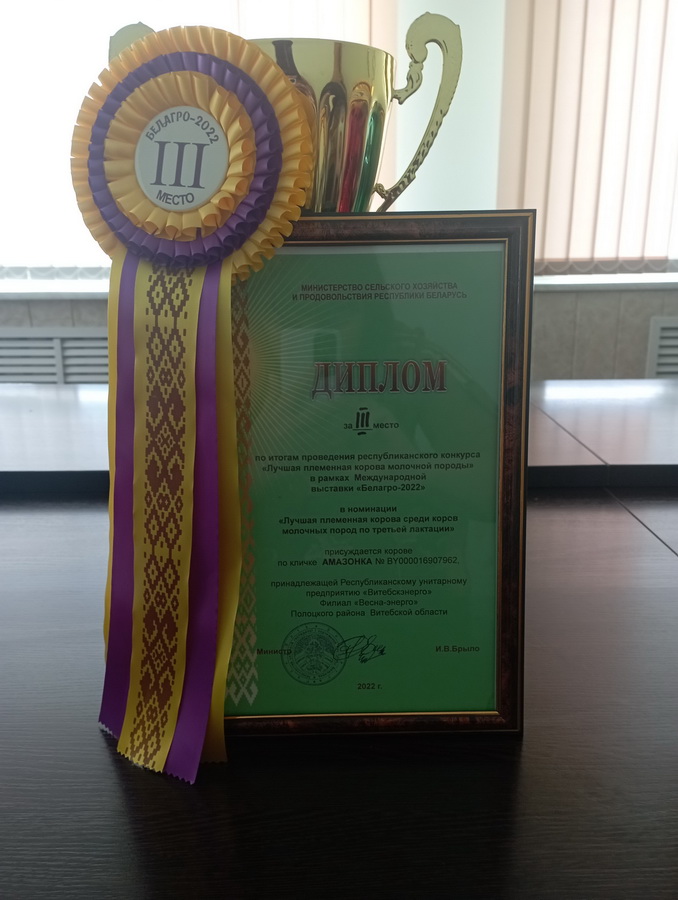 БЕЛАГРО-2022
III
МЕСТО
МИНИСТЕРСТВО СЕЛЬСКОГО ХОЗЯЙСТВА
И ПРОДОВОЛЬСТВИЯ РЕСПУБЛИКИ БЕЛАРУСЬ
ДИПЛОМ
за III место
по итогам проведения республиканского конкурса
«Лучшая племенная корова молочной породы»
в рамках Международной
выставки «Белагро-2022»
в номинации
«Лучшая племенная корова среди коров
молочных пород по третьей лактации»
присуждается корове
по кличке АМАЗОНКА № BY000016907962,
принадлежащей Республиканскому унитарному
предприятию «Витебскэнерго»
Филиал «Весна-энерго»
Полоцкого района Витебской области
Министр И.В.Брыло
2022 г.